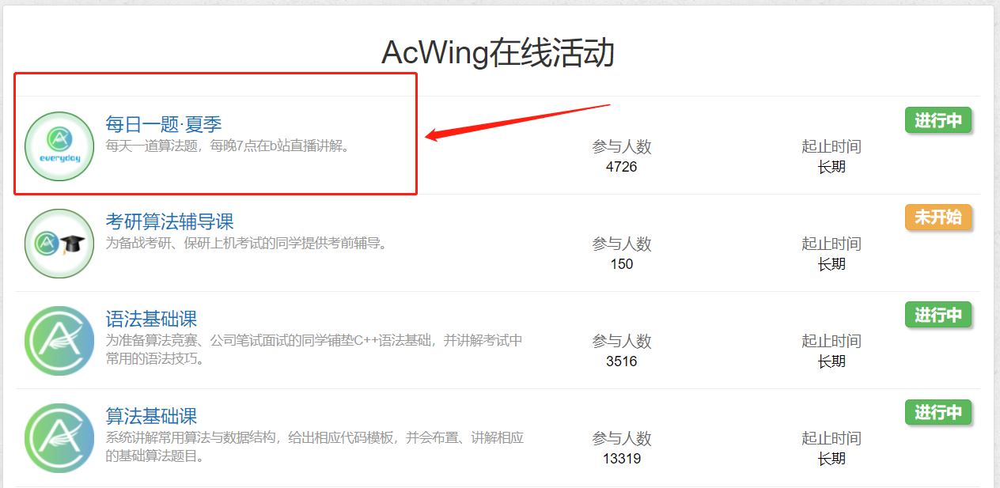 AcWing在线活动
每日一题·夏季
每天一道算法题，每晚7点在b站直播讲解。
everyday
参与人数
4726
起止时间
长期
进行中
考研算法辅导课
为备战考研、保研上机考试的同学提供考前辅导。
参与人数
150
起止时间
长期
未开始
语法基础课
为准备算法竞赛、公司笔试面试的同学铺垫C++语法基础，并讲解考试中
常用的语法技巧。
参与人数
3516
起止时间
长期
进行中
算法基础课
系统讲解常用算法与数据结构，给出相应代码模板，并会布置、讲解相应
的基础算法题目。
参与人数
13319
起止时间
长期
进行中